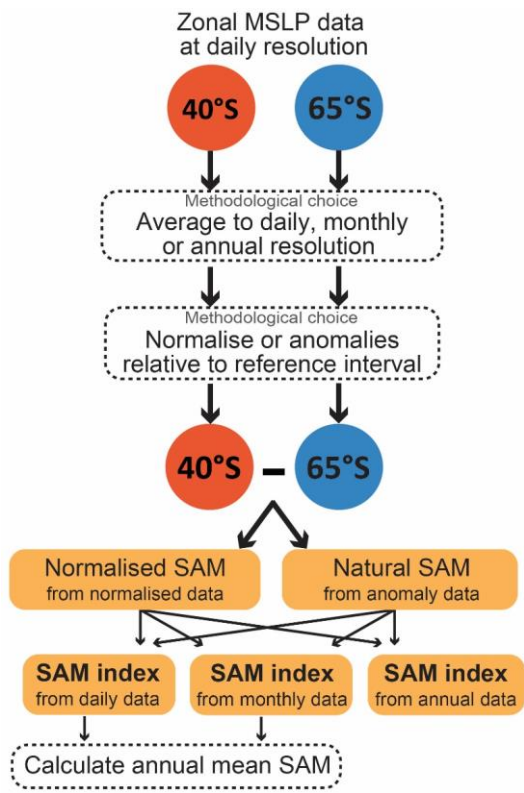 Zonal MSLP data
at daily resolution
40°S
65°S
Methodological choice
Average to daily, monthly
or annual resolution
Methodological choice
Normalise or anomalies
relative to reference interval
40°S – 65°S
Normalised SAM
from normalised data
Natural SAM
from anomaly data
SAM index
from daily data
SAM index
from monthly data
SAM index
from annual data
Calculate annual mean SAM